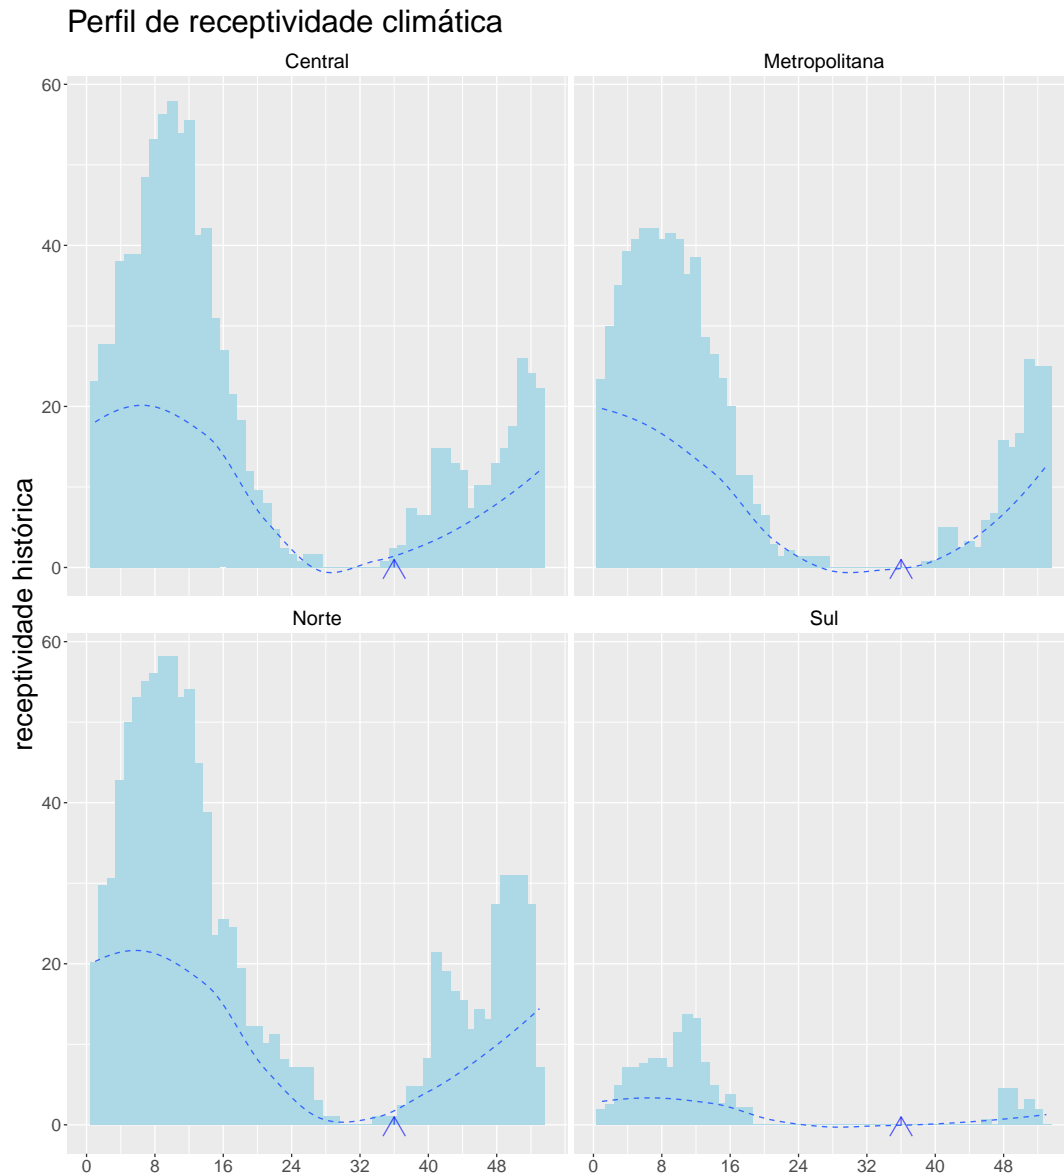 Perfil de receptividade climática
Central
Metropolitana
60
40
20
0
Norte
Sul
receptividade histórica
60
40
20
0
0 8 16 24 32 40 48
0 8 16 24 32 40 48